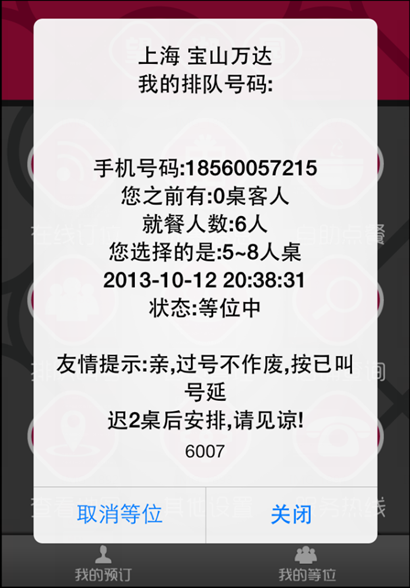 上海 宝山万达
我的排队号码:
手机号码:18560057215
您之前有:0桌客人
就餐人数:6人
您选择的是:5~8人桌
2013-10-12 20:38:31
状态:等位中
友情提示:亲,过号不作废,按已叫
号延
迟2桌后安排,请见谅!
6007
取消等位
关闭
我的预订
我的等位